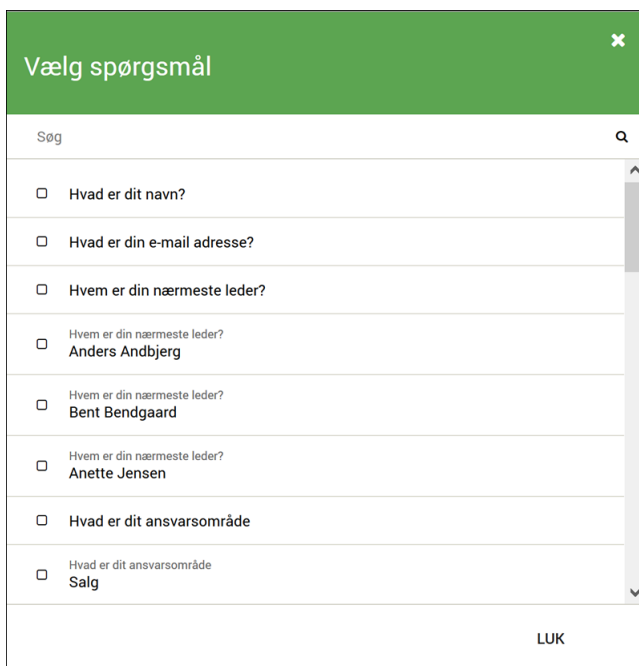 Vælg spørgsmål
Søg
Hvad er dit navn?
Hvad er din e-mail adresse?
Hvem er din nærmeste leder?
Hvem er din nærmeste leder?
Anders Andbjerg
Hvem er din nærmeste leder?
Bent Bendgaard
Hvem er din nærmeste leder?
Anette Jensen
Hvad er dit ansvarsområde
Hvad er dit ansvarsområde
Salg
LUK